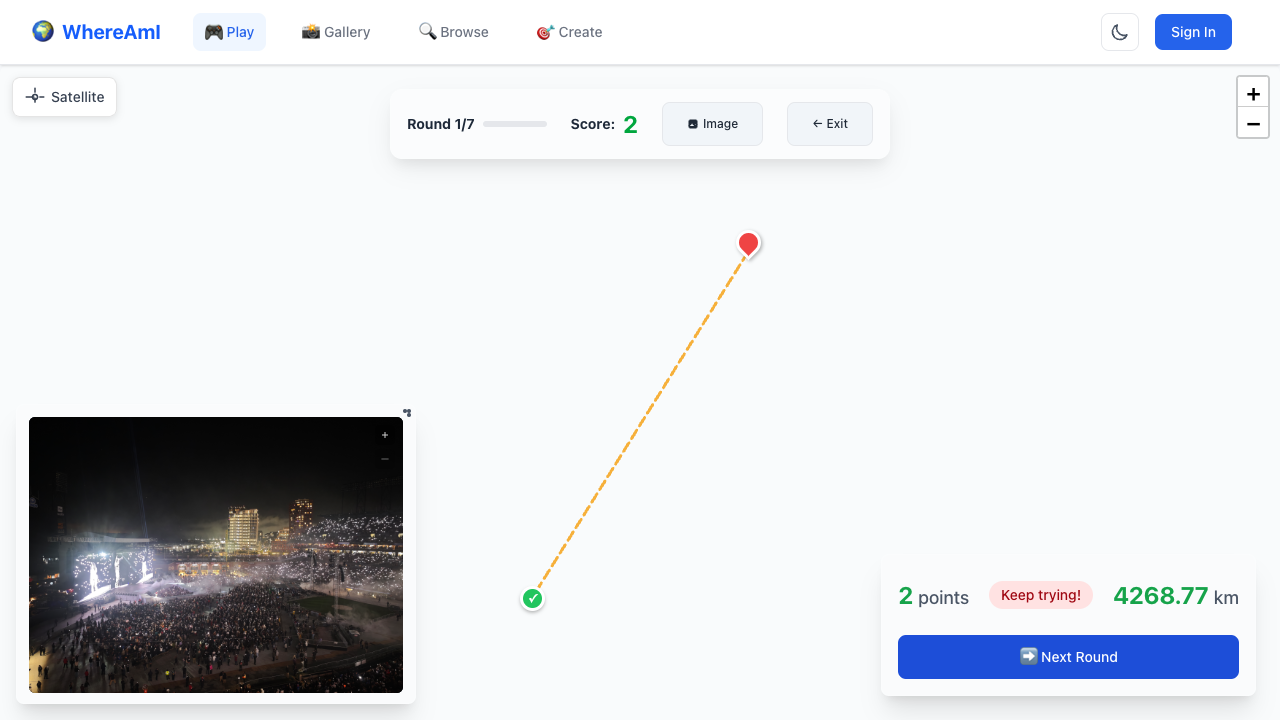 WhereAmI
Play
Gallery
Browse
Create
Sign In
Satellite
Round 1/7
Score: 2
Image
← Exit
+
−
+
−
2 points
Keep trying!
4268.77 km
Next Round